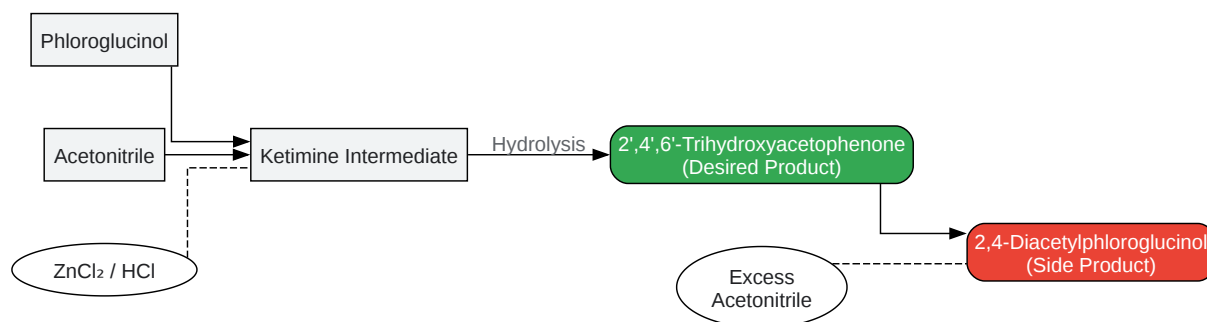 Phloroglucinol
Acetonitrile
Ketimine Intermediate
Hydrolysis
2',4',6'-Trihydroxyacetophenone
(Desired Product)
ZnCl₂ / HCl
2,4-Diacetylphloroglucinol
(Side Product)
Excess
Acetonitrile